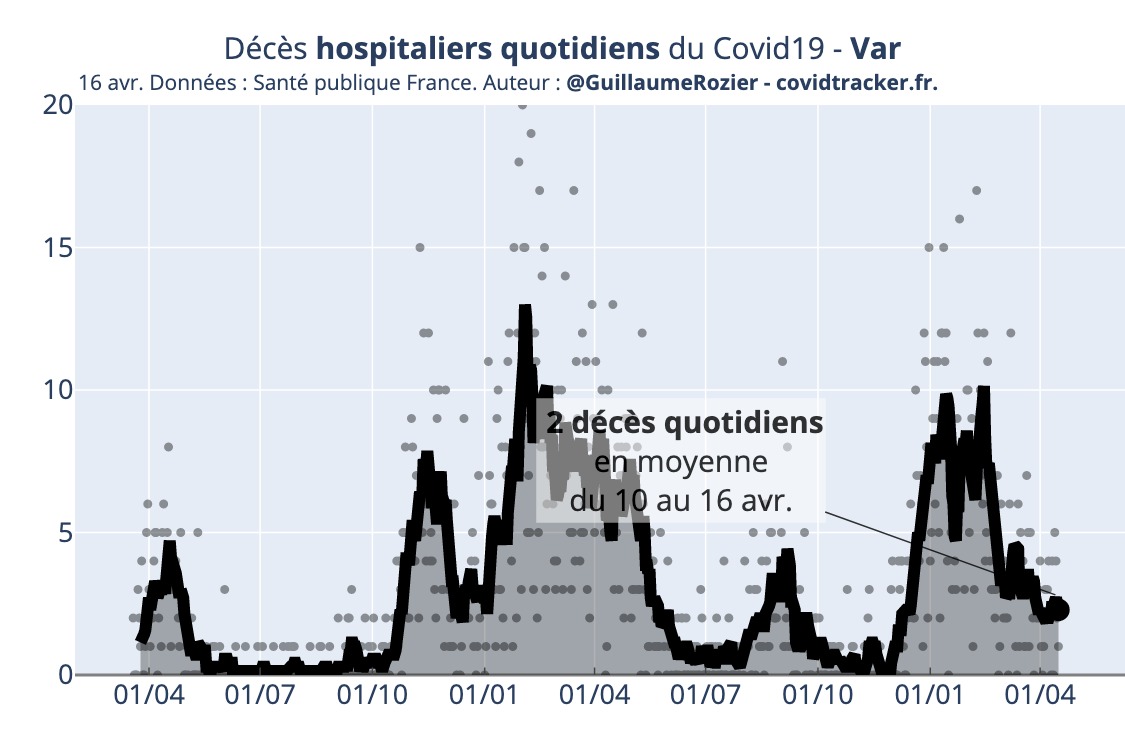 Décès hospitaliers quotidiens du Covid19 - Var
16 avr. Données : Santé publique France. Auteur : @GuillaumeRozier - covidtracker.fr.
20
15
10
5
0
2 décès quotidiens
en moyenne
du 10 au 16 avr.
01/04 01/07 01/10 01/01 01/04 01/07 01/10 01/01 01/04